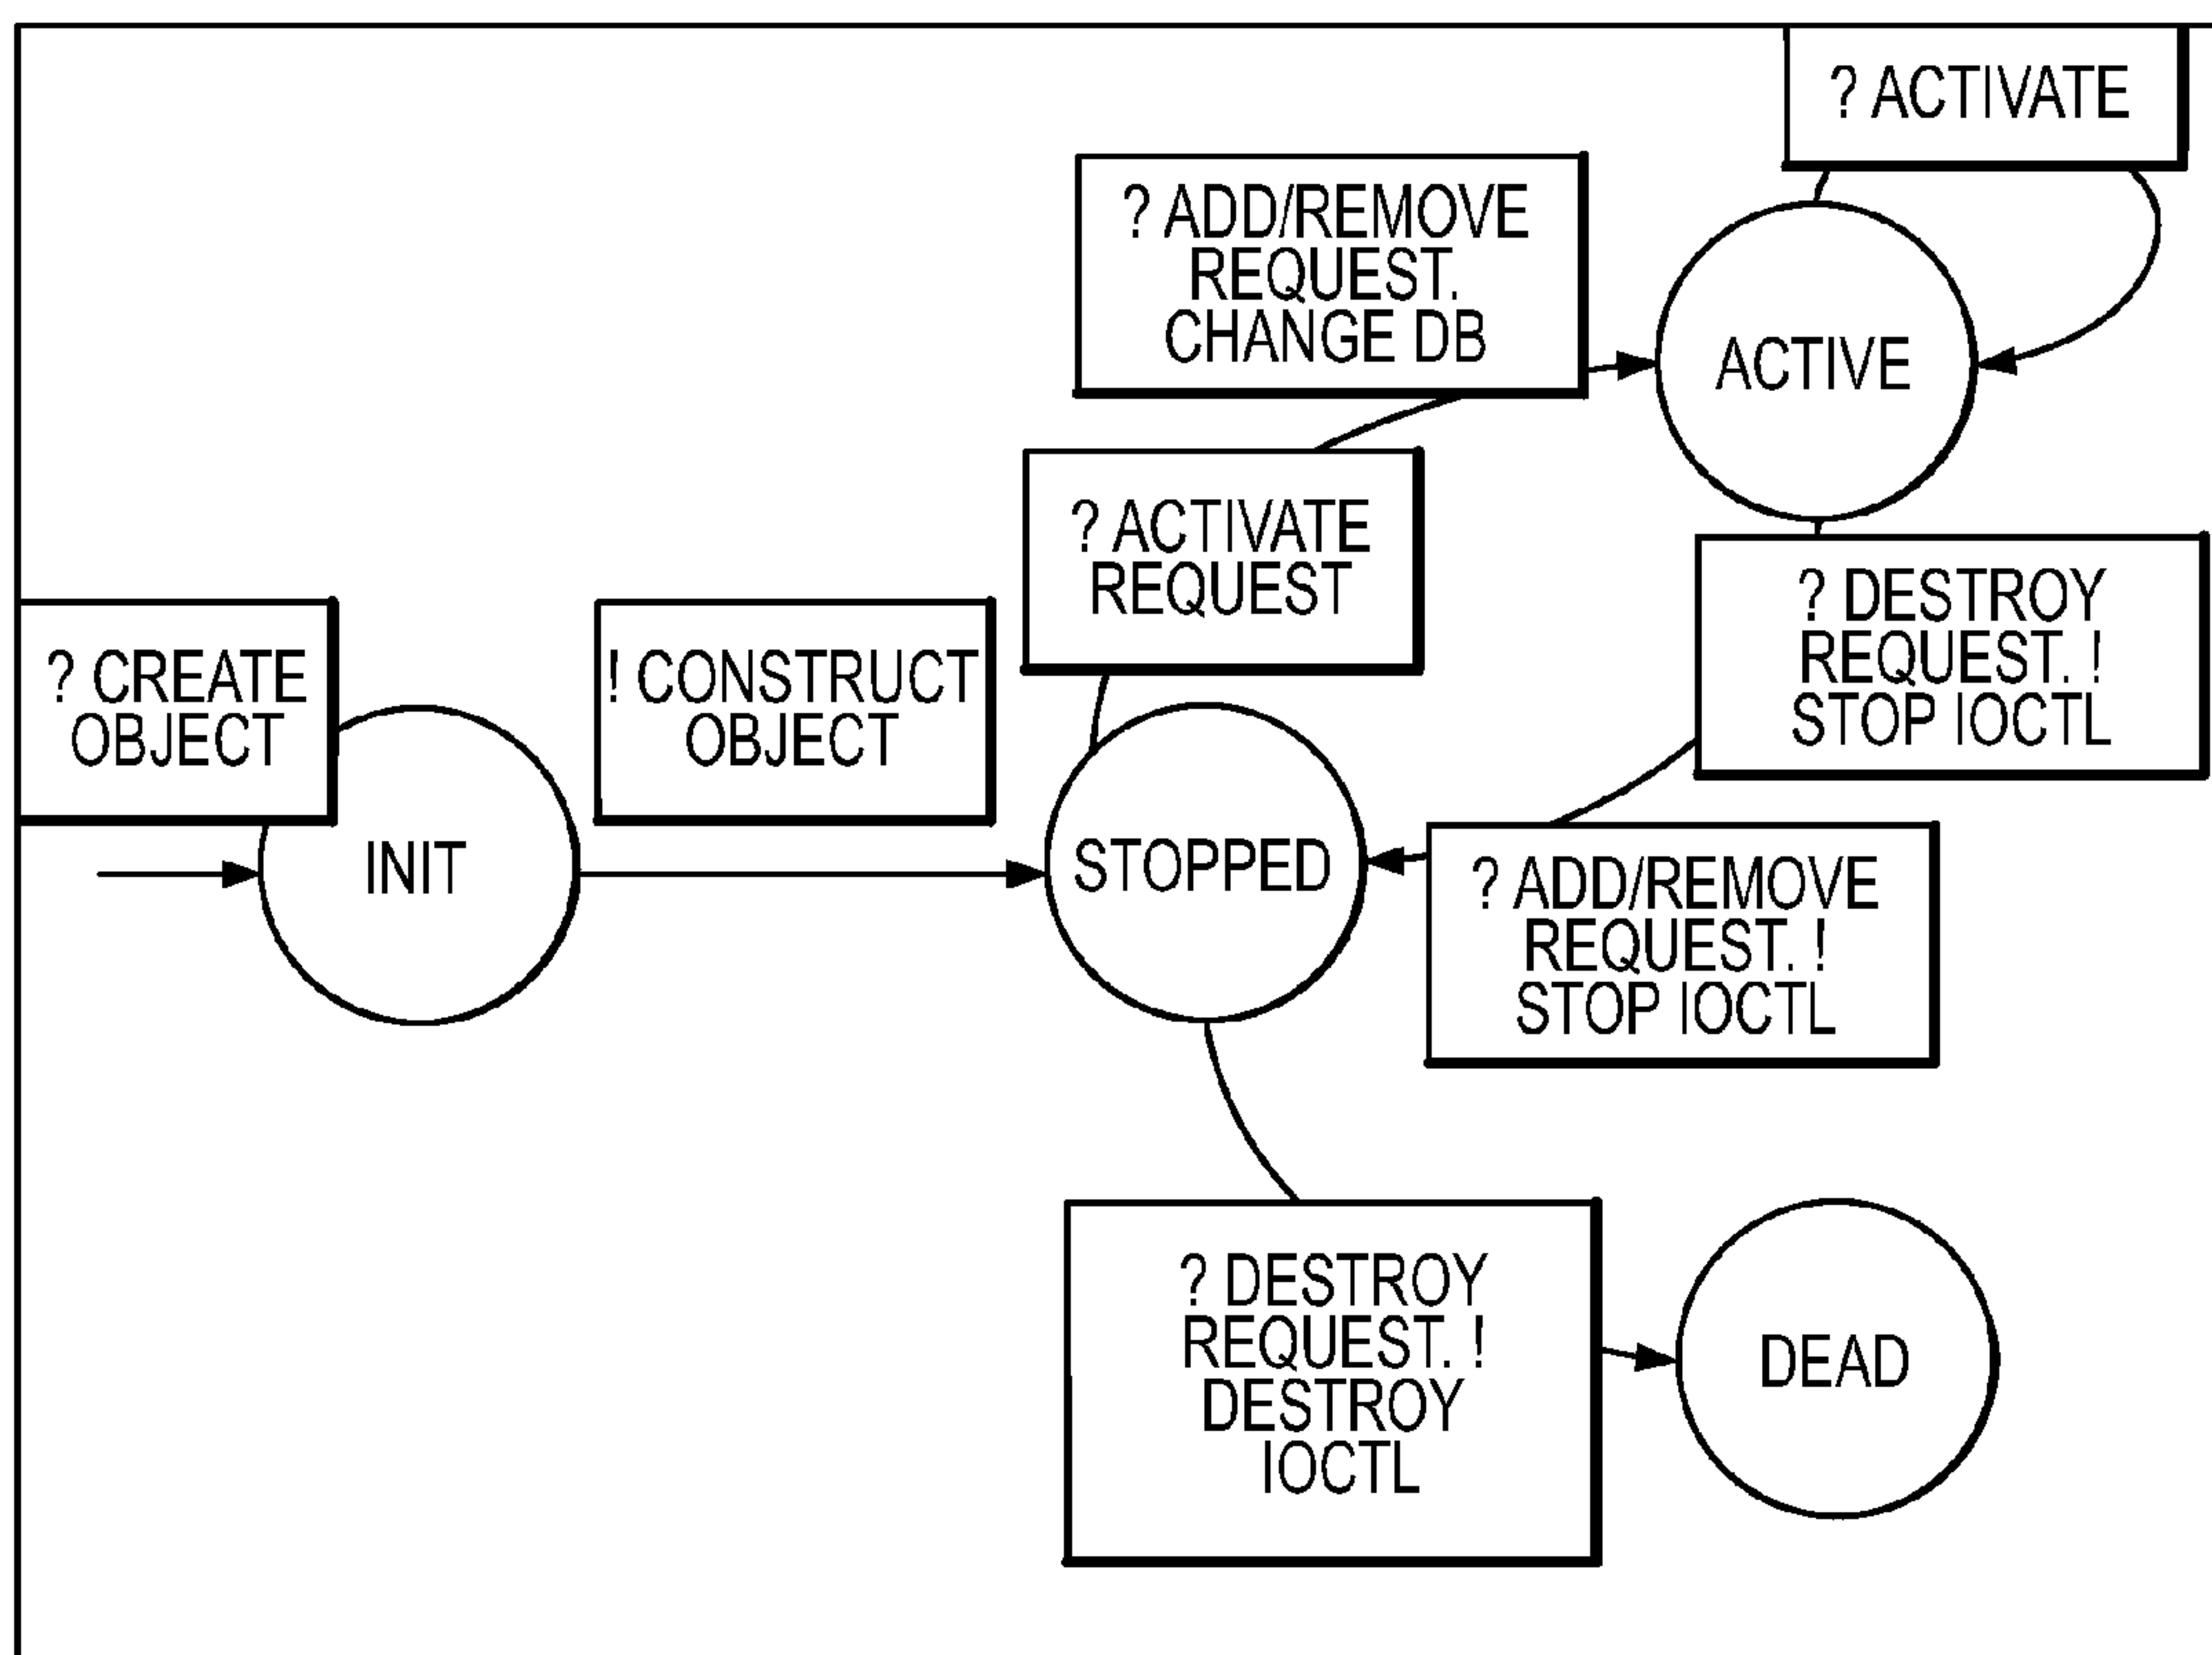 ? ACTIVATE
? ADD/REMOVE
REQUEST.
CHANGE DB
ACTIVE
? ACTIVATE
REQUEST
? DESTROY
REQUEST. !
STOP IOCTL
? CREATE
OBJECT
! CONSTRUCT
OBJECT
INIT
STOPPED
? ADD/REMOVE
REQUEST. !
STOP IOCTL
? DESTROY
REQUEST. !
DESTROY
IOCTL
DEAD